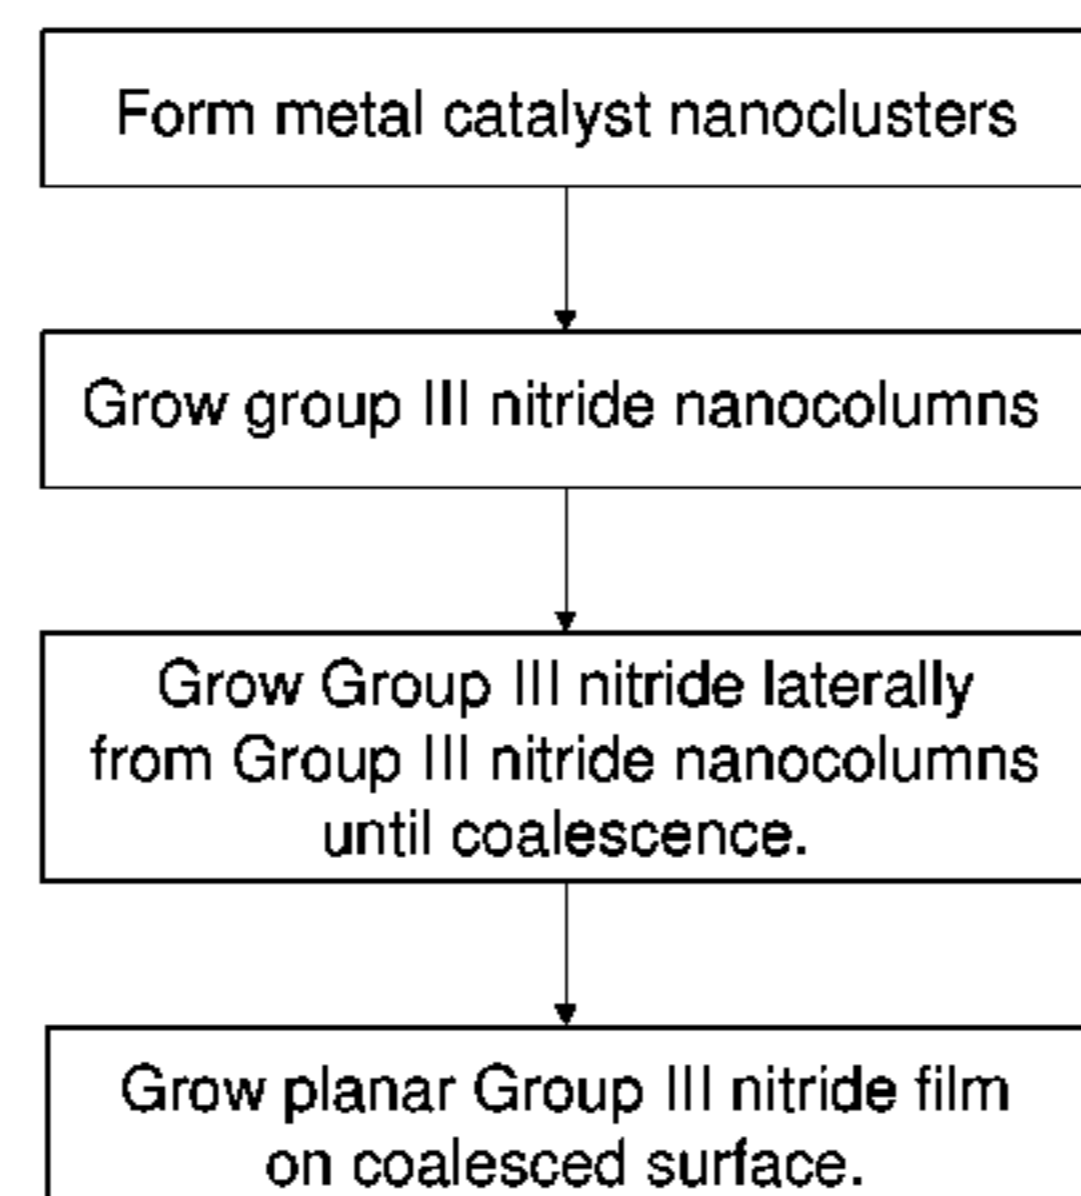 Form metal catalyst nanoclusters
Grow group III nitride nanocolumns
Grow Group III nitride laterally
from Group III nitride nanocolumns
until coalescence.
Grow planar Group III nitride film
on coalesced surface.